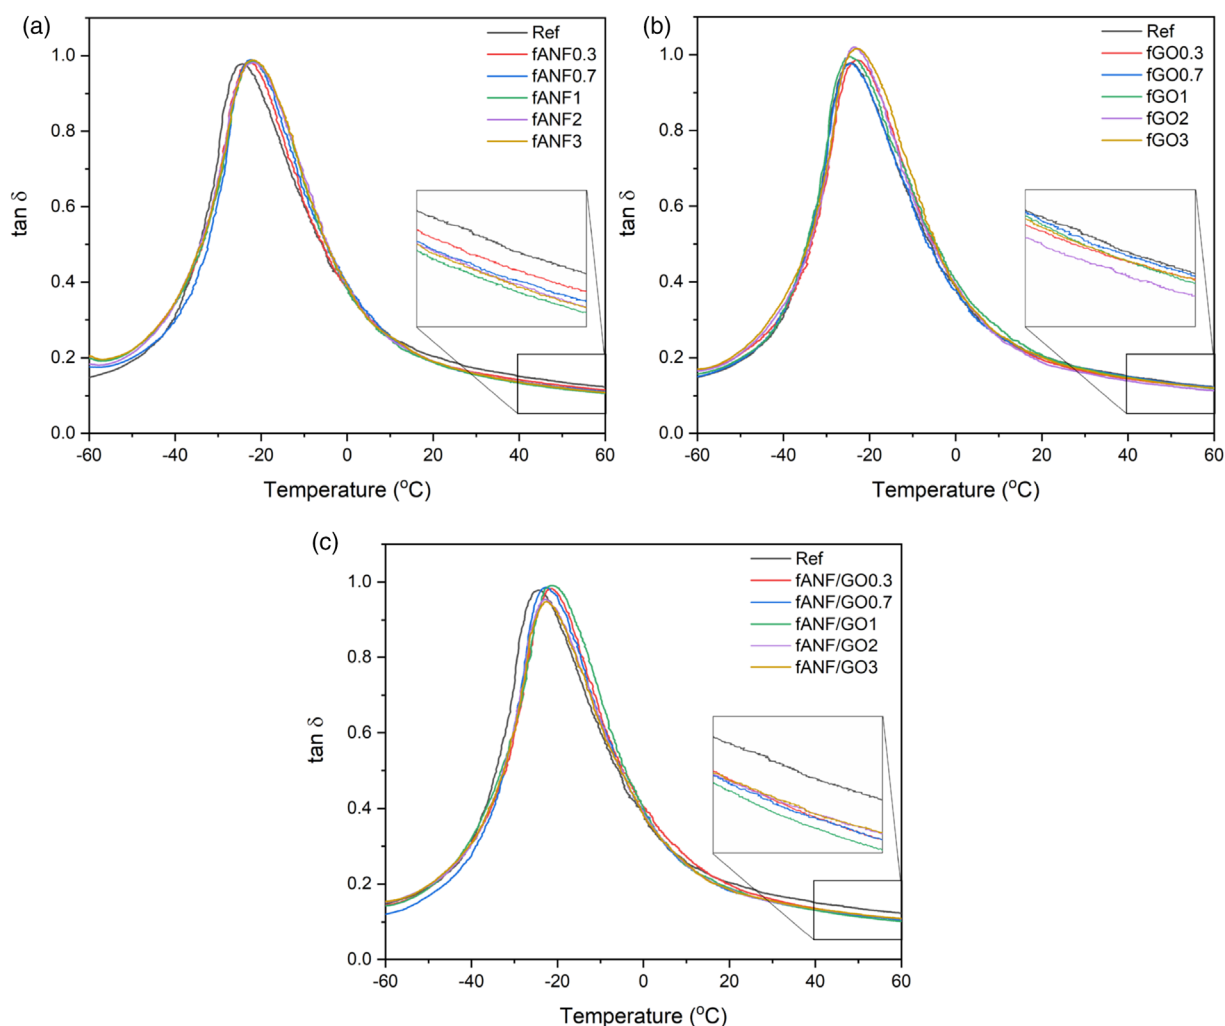 (a)
Ref
fANF0.3
fANF0.7
fANF1
fANF2
fANF3
1.0
0.8
0.6
0.4
0.2
0.0
tan δ
-60
-40
-20
0
20
40
60
Temperature (°C)
(b)
Ref
fGO0.3
fGO0.7
fGO1
fGO2
fGO3
1.0
0.8
0.6
0.4
0.2
0.0
tan δ
-60
-40
-20
0
20
40
60
Temperature (°C)
(c)
Ref
fANF/GO0.3
fANF/GO0.7
fANF/GO1
fANF/GO2
fANF/GO3
1.0
0.8
0.6
0.4
0.2
0.0
tan δ
-60
-40
-20
0
20
40
60
Temperature (°C)